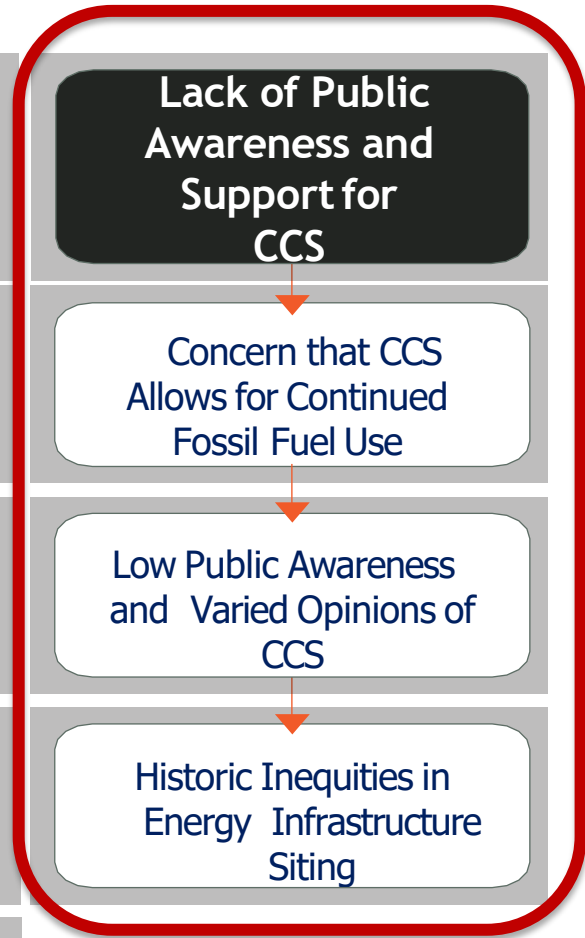 Lack of Public
Awareness and
Support for
CCS
Concern that CCS
Allows for Continued
Fossil Fuel Use
Low Public Awareness
and Varied Opinions of
CCS
Historic Inequities in
Energy Infrastructure
Siting